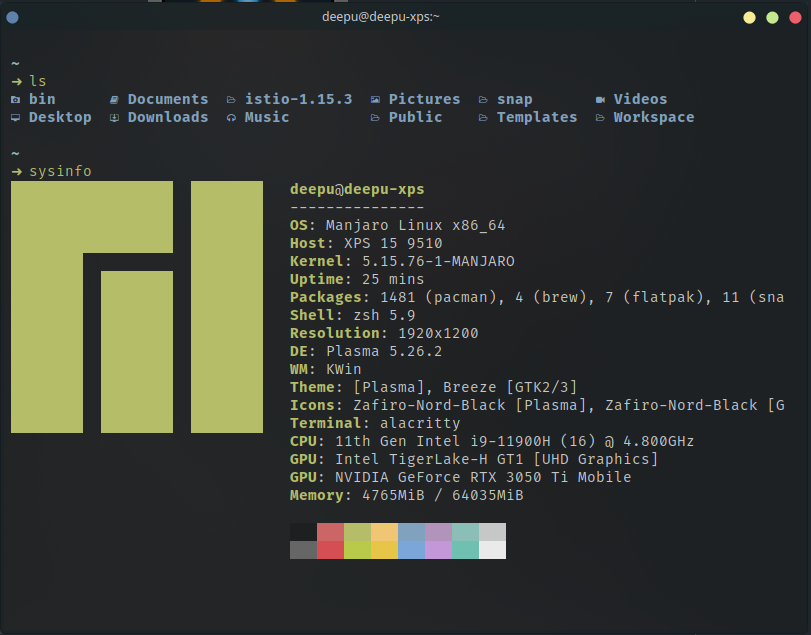 deepu@deepu-xps:~
~
➜ ls
bin Documents istio-1.15.3 Pictures snap Videos
Desktop Downloads Music Public Templates Workspace
~
➜ sysinfo
deepu@deepu-xps
---------------
OS: Manjaro Linux x86_64
Host: XPS 15 9510
Kernel: 5.15.76-1-MANJARO
Uptime: 25 mins
Packages: 1481 (pacman), 4 (brew), 7 (flatpak), 11 (sna
Shell: zsh 5.9
Resolution: 1920x1200
DE: Plasma 5.26.2
WM: KWin
Theme: [Plasma], Breeze [GTK2/3]
Icons: Zafiro-Nord-Black [Plasma], Zafiro-Nord-Black [G
Terminal: alacritty
CPU: 11th Gen Intel i9-11900H (16) @ 4.800GHz
GPU: Intel TigerLake-H GT1 [UHD Graphics]
GPU: NVIDIA GeForce RTX 3050 Ti Mobile
Memory: 4765MiB / 64035MiB